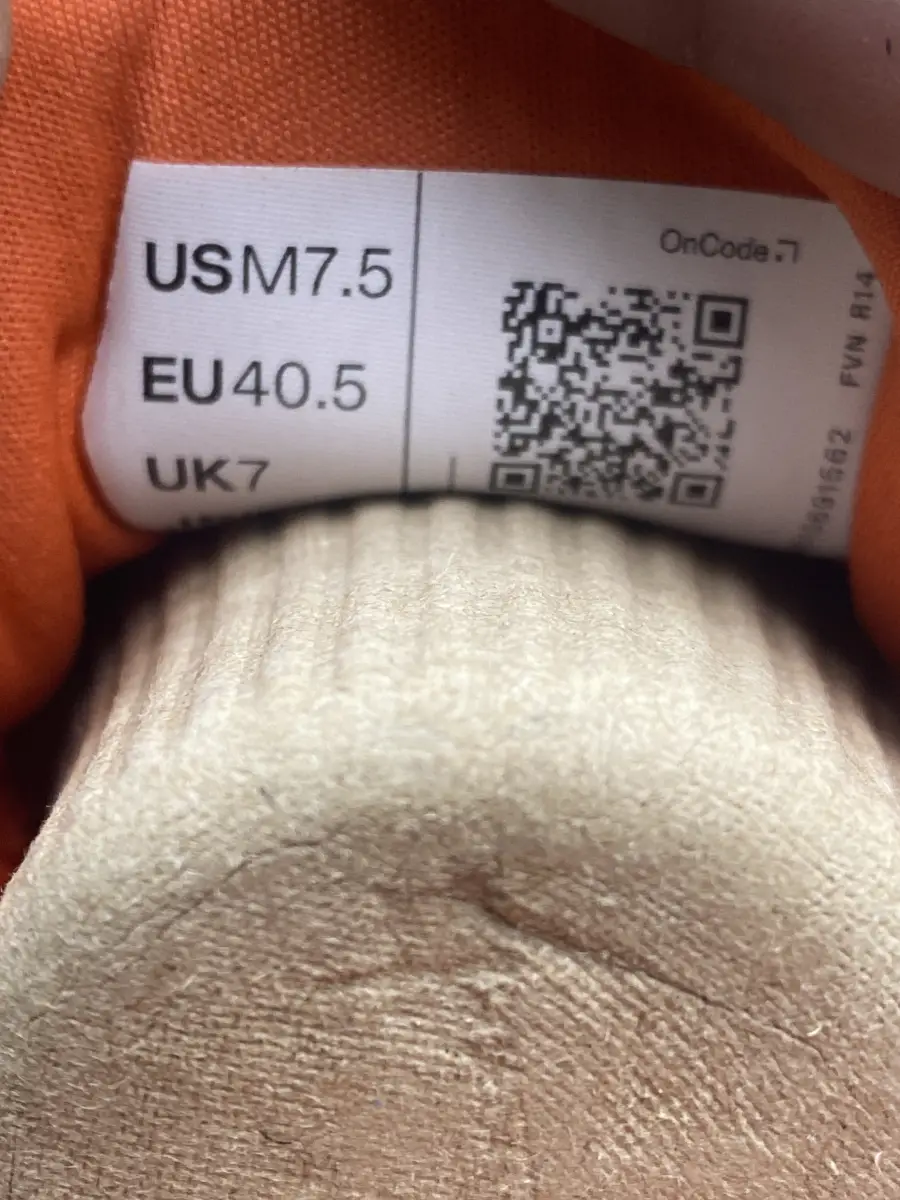 USM7.5
EU40.5
UK7
OnCode
FVN R14